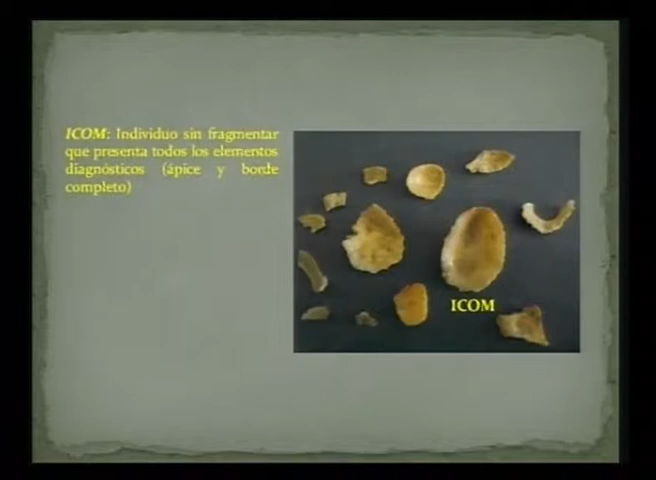 ICOM: Individuo sin fragmentar
que presenta todos los elementos
diagnósticos (ápice y borde
completo)
ICOM